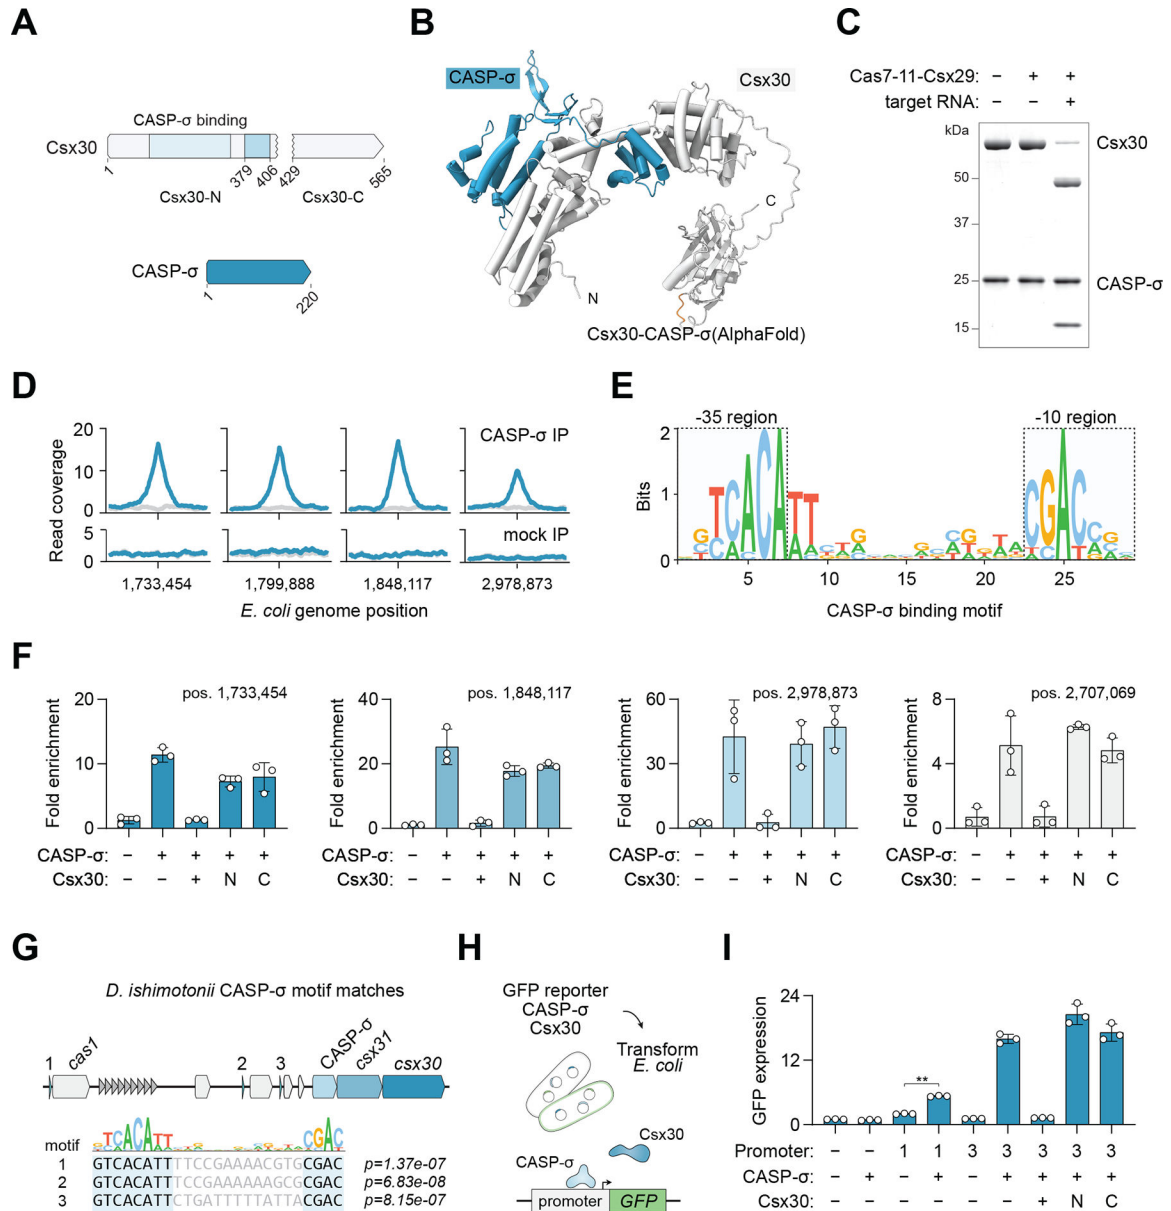 A
CASP-σ binding
Csx30
1
379
406
429
565
Csx30-N
Csx30-C
CASP-σ
1
220
B
CASP-σ
Csx30
C
N
Csx30-CASP-σ(AlphaFold)
C
Cas7-11-Csx29: – + +
target RNA: – – +
kDa
Csx30
50
37
25
CASP-σ
15
D
Read coverage
20
10
0
CASP-σ IP
5
0
mock IP
1,733,454 1,799,888 1,848,117 2,978,873
E. coli genome position
E
-35 region
-10 region
Bits
2
1
0
5 10 15 20 25
CASP-σ binding motif
F
pos. 1,733,454
Fold enrichment
20
10
0
CASP-σ: – + + + +
Csx30: – – + N C
pos. 1,848,117
Fold enrichment
40
20
0
CASP-σ: – + + + +
Csx30: – – + N C
pos. 2,978,873
Fold enrichment
60
30
0
CASP-σ: – + + + +
Csx30: – – + N C
pos. 2,707,069
Fold enrichment
8
4
0
CASP-σ: – + + + +
Csx30: – – + N C
G
D. ishimotonii CASP-σ motif matches
1 cas1 2 3 CASP-σ csx31 csx30
motif
1 GTCACATTTTCCGAAAAACGTGCGAC p=1.37e-07
2 GTCACATTTCCGAAAAAAGCGCGAC p=6.83e-08
3 GTCACATTCTGATTTTTATTACGAC p=8.15e-07
H
GFP reporter
CASP-σ
Csx30
Transform
E. coli
Csx30
CASP-σ
promoter GFP
I
GFP expression
24
12
0
**
Promoter: – – 1 1 3 3 3 3 3
CASP-σ: – + – + – + + + +
Csx30: – – – – – – + N C